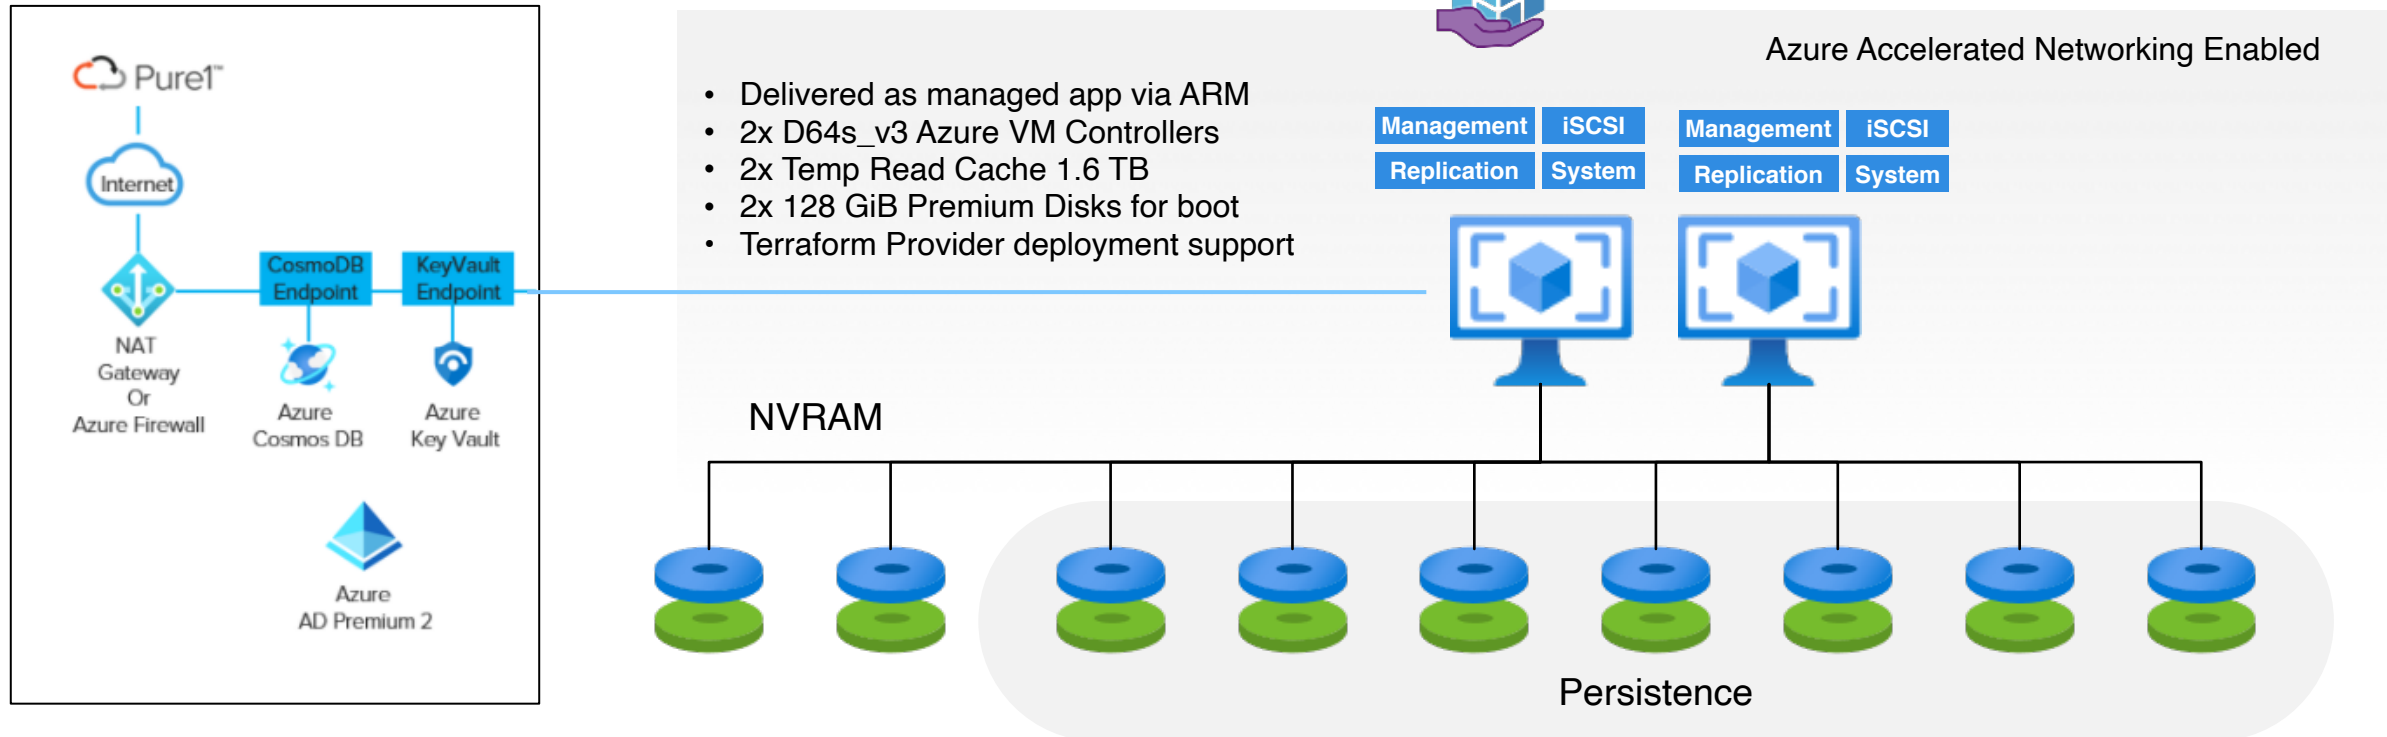 Pure1™
Internet
CosmoDB
Endpoint
KeyVault
Endpoint
NAT
Gateway
Or
Azure Firewall
Azure
Cosmos DB
Azure
Key Vault
Azure
AD Premium 2
Azure Accelerated Networking Enabled
• Delivered as managed app via ARM
• 2x D64s_v3 Azure VM Controllers
• 2x Temp Read Cache 1.6 TB
• 2x 128 GiB Premium Disks for boot
• Terraform Provider deployment support
Management iSCSI
Replication System
Management iSCSI
Replication System
NVRAM
Persistence